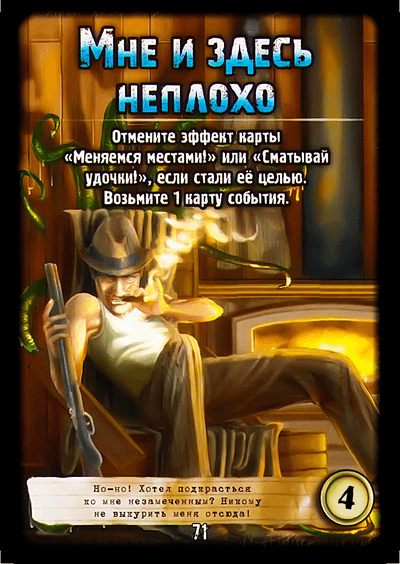 Мне и здесь
неплохо
Отмените эффект карты
«Меняемся местами!» или «Сматывай
удочки!», если стали её целью.
Возьмите 1 карту события.
Но-но! Хотел подкрасться
ко мне незамеченным? Никому
не выкурить меня отсюда!
4
71